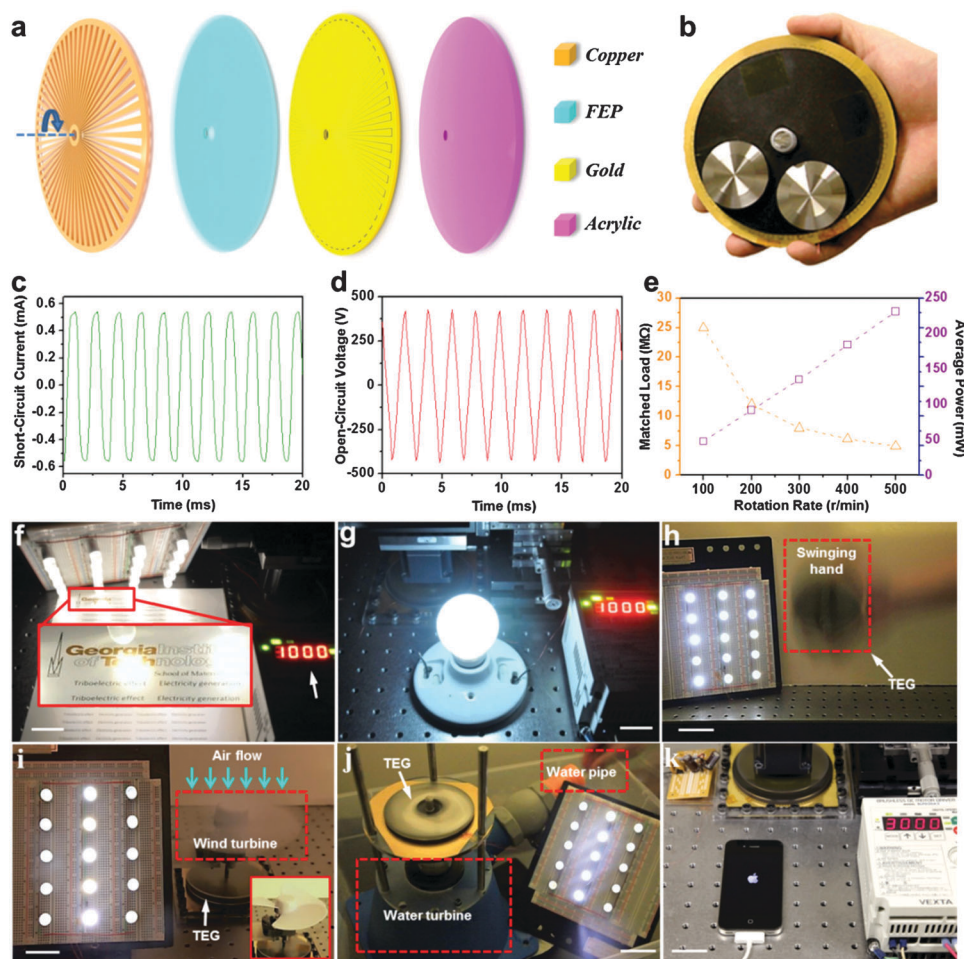 a
Copper
FEP
Gold
Acrylic
b
c
Short-Circuit Current (mA)
0.6
0.4
0.2
0.0
-0.2
-0.4
-0.6
0
5
10
15
20
Time (ms)
d
Open-Circuit Voltage (V)
500
250
0
-250
-500
0
5
10
15
20
Time (ms)
e
Matched Load (MΩ)
30
25
20
15
10
5
0
100
200
300
400
500
Rotation Rate (r/min)
250
200
150
100
50
0
Average Power (mW)
f
Georgia Institute
of Technology
School of Materi
Triboelectric effect
Electricity generation
Triboelectric effect
Electricity generation
1000
g
1000
h
Swinging
hand
TEG
i
Air flow
Wind turbine
TEG
j
TEG
Water pipe
Water turbine
k
3000
VEXTA